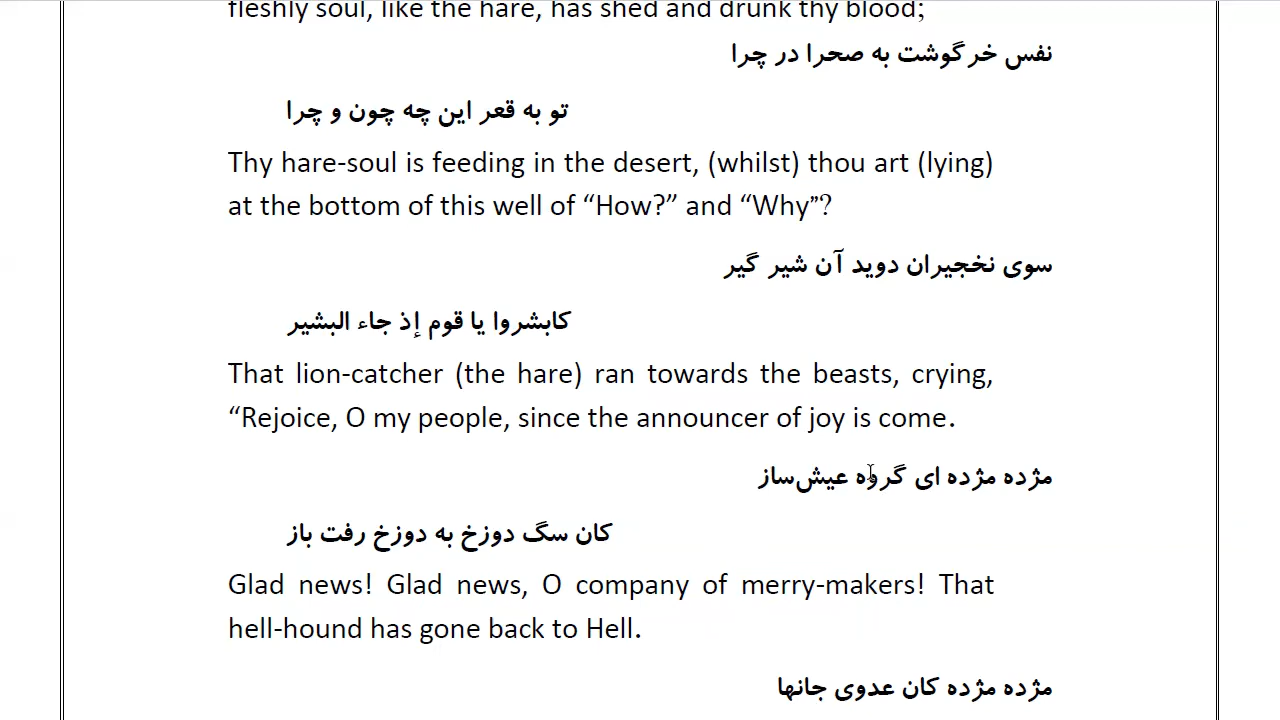 fleshly soul, like the hare, has shed and drunk thy blood;
نفس خرگوشت به صحرا در چرا
تو به قعر این چه چون و چرا
Thy hare-soul is feeding in the desert, (whilst) thou art (lying)
at the bottom of this well of “How?” and “Why”?
سوی نخجیران دوید آن شیر گیر
کابشروا یا قوم إذ جاء البشیر
That lion-catcher (the hare) ran towards the beasts, crying,
“Rejoice, O my people, since the announcer of joy is come.
مژده مژده ای گروه عیش‌ساز
کان سگ دوزخ به دوزخ رفت باز
Glad news! Glad news, O company of merry-makers! That
hell-hound has gone back to Hell.
مژده مژده کان عدوی جانها